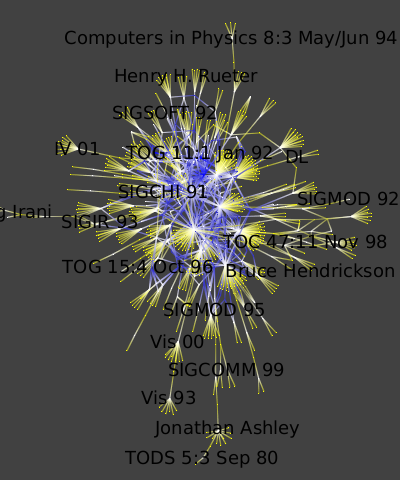 Computers in Physics 8:3 May/Jun 94
Henry H. Rueter
SIGSOFT 92
IV 01
TOG 11:1 Jan 92
DL
SIGCHI 91
SIGMOD 92
g Irani
SIGIR 93
TOC 47:11 Nov 98
TOG 15:4 Oct 96
Bruce Hendrickson
SIGMOD 95
Vis 00
SIGCOMM 99
Vis 93
Jonathan Ashley
TODS 5:3 Sep 80